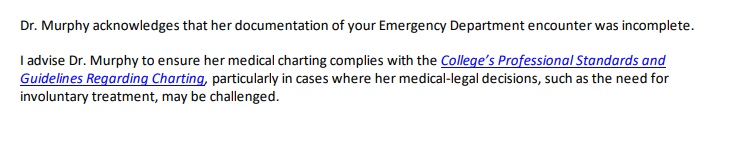 Dr. Murphy acknowledges that her documentation of your Emergency Department encounter was incomplete.
I advise Dr. Murphy to ensure her medical charting complies with the College’s Professional Standards and
Guidelines Regarding Charting, particularly in cases where her medical-legal decisions, such as the need for
involuntary treatment, may be challenged.